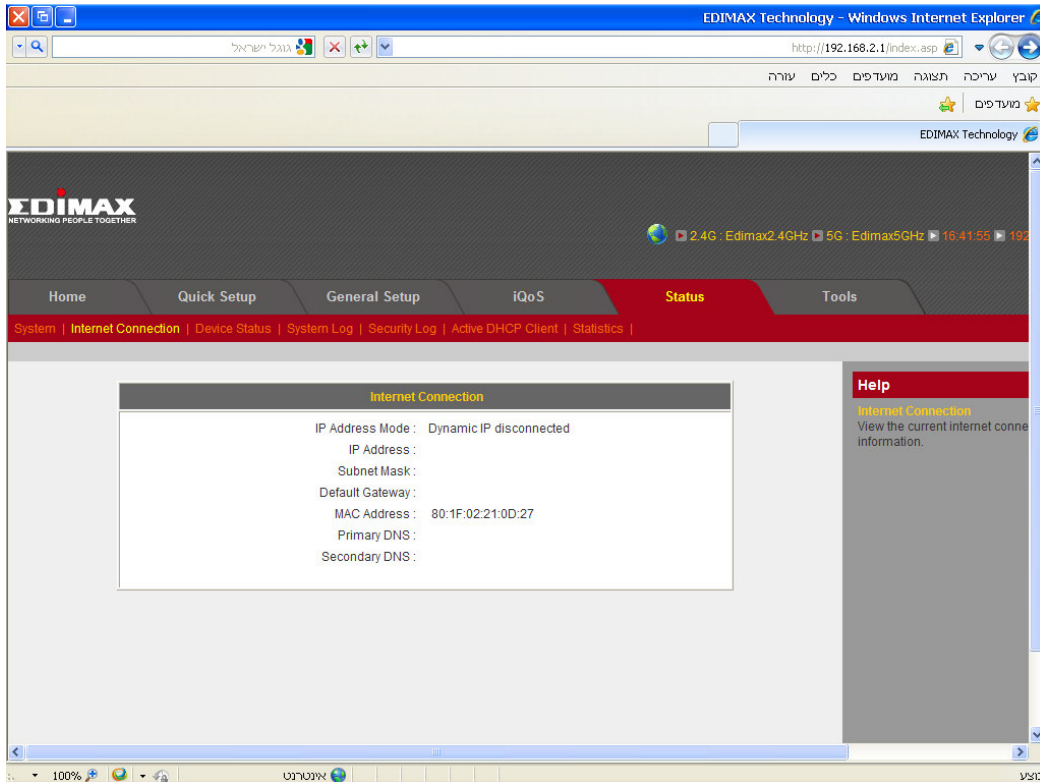 EDIMAX Technology - Windows Internet Explorer
http://192.168.2.1/index.asp
גוגל ישראל
קובץ עריכה תצוגה מועדפים כלים עזרה
מועדפים
EDIMAX Technology
EDIMAX
NETWORKING PEOPLE TOGETHER
2.4G : Edimax2.4GHz 5G : Edimax5GHz 16:41:55 192
Home Quick Setup General Setup iQoS Status Tools
System | Internet Connection | Device Status | System Log | Security Log | Active DHCP Client | Statistics |
Internet Connection
IP Address Mode : Dynamic IP disconnected
IP Address :
Subnet Mask :
Default Gateway :
MAC Address : 80:1F:02:21:0D:27
Primary DNS :
Secondary DNS :
Help
Internet Connection
View the current internet conne
information.
100%
אינטרנט